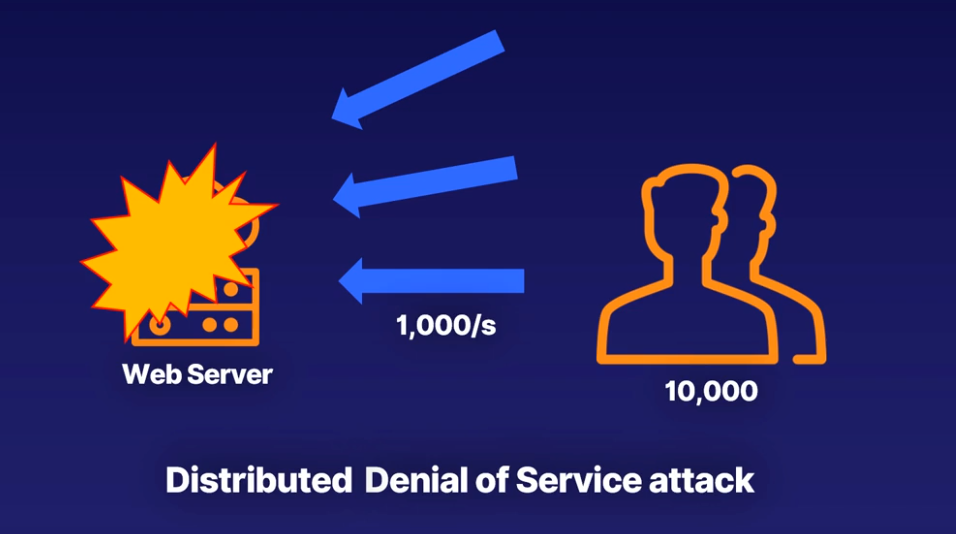 1,000/s
Web Server
10,000
Distributed Denial of Service attack